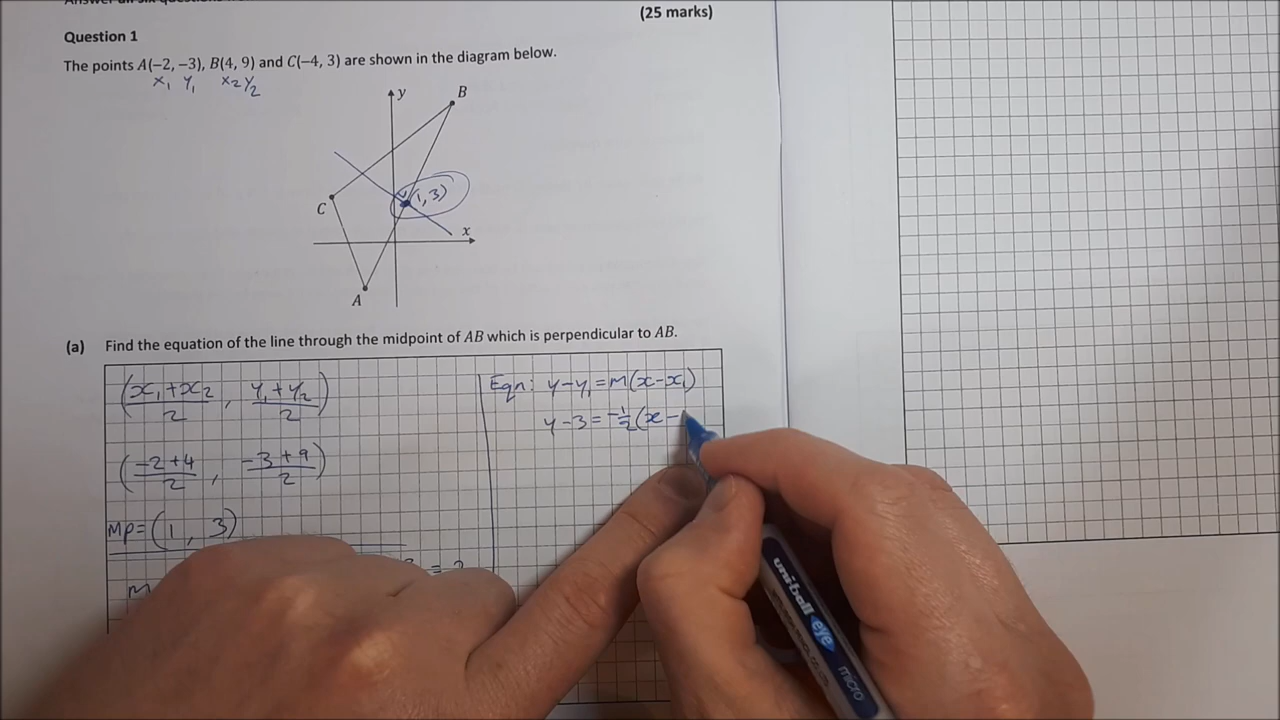 (25 marks)
Question 1
The points A(−2, −3), B(4, 9) and C(−4, 3) are shown in the diagram below.
x₁ y₁ x₂ y₂
y
B
(1, 3)
C
x
A
(a) Find the equation of the line through the midpoint of AB which is perpendicular to AB.
(x₁+x₂/2, y₁+y₂/2)
(−2+4/2, −3+9/2)
MP=(1, 3)
m
= 2
Eqn: y−y₁=m(x−x₁)
y−3=−½(x−
uni-ball eye micro